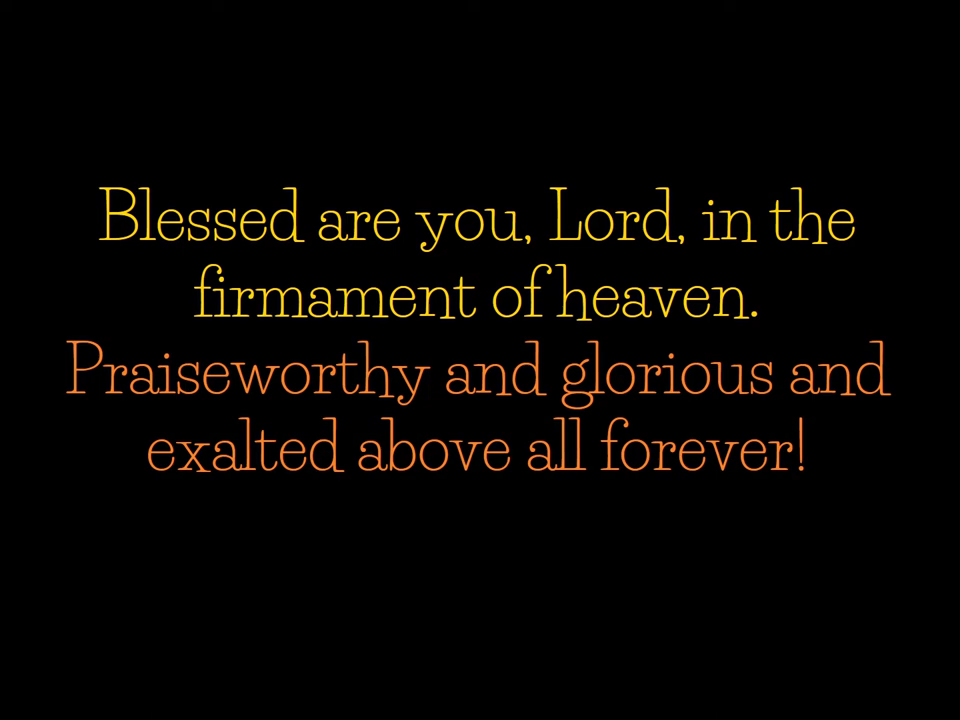 Blessed are you, Lord, in the
firmament of heaven.
Praiseworthy and glorious and
exalted above all forever!